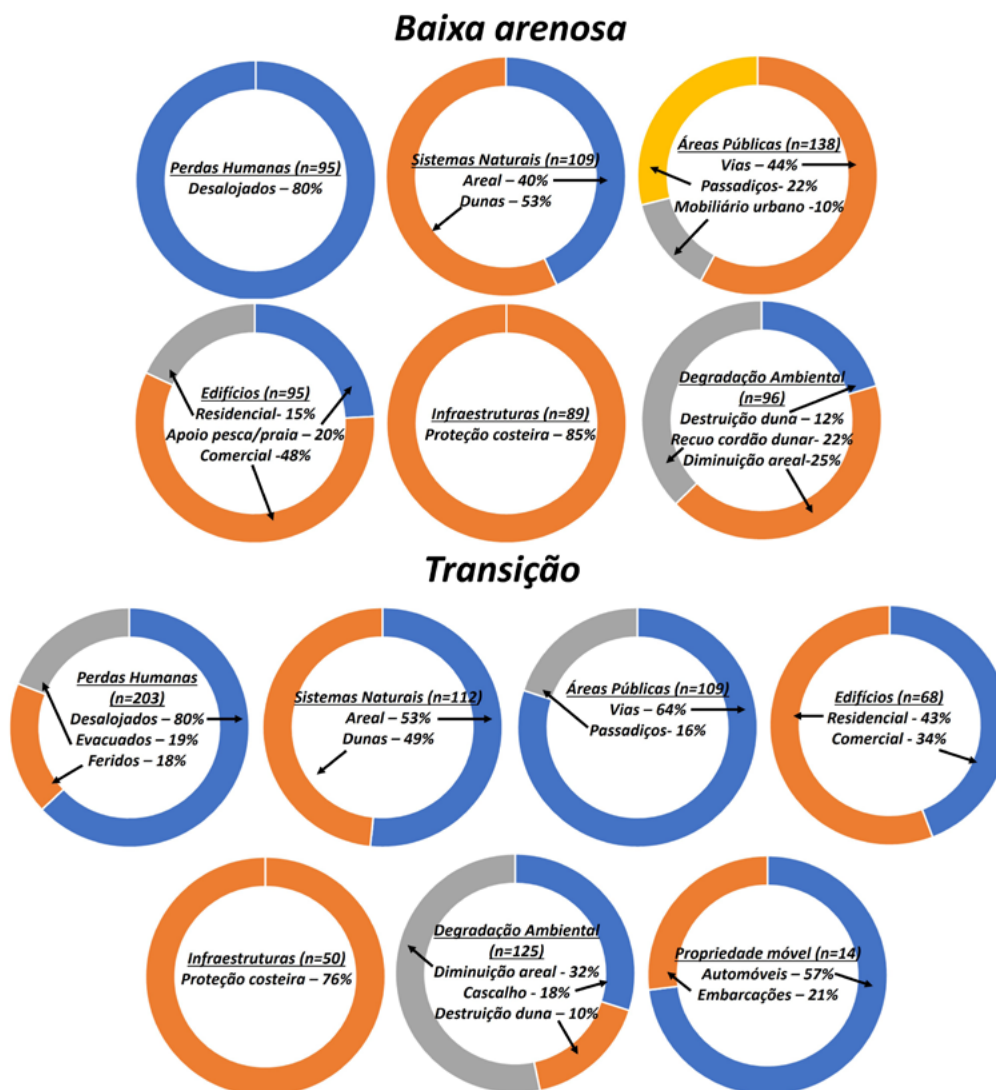 Baixa arenosa
Perdas Humanas (n=95)
Desalojados – 80%
Sistemas Naturais (n=109)
Areal – 40%
Dunas – 53%
Áreas Públicas (n=138)
Vias – 44%
Passadiços- 22%
Mobiliário urbano -10%
Edifícios (n=95)
Residencial- 15%
Apoio pesca/praia – 20%
Comercial -48%
Infraestruturas (n=89)
Proteção costeira – 85%
Degradação Ambiental
(n=96)
Destruição duna – 12%
Recuo cordão dunar- 22%
Diminuição areal-25%
Transição
Perdas Humanas
(n=203)
Desalojados – 80%
Evacuados – 19%
Feridos – 18%
Sistemas Naturais (n=112)
Areal – 53%
Dunas – 49%
Áreas Públicas (n=109)
Vias – 64%
Passadiços- 16%
Edifícios (n=68)
Residencial - 43%
Comercial - 34%
Infraestruturas (n=50)
Proteção costeira – 76%
Degradação Ambiental
(n=125)
Diminuição areal - 32%
Cascalho - 18%
Destruição duna – 10%
Propriedade móvel (n=14)
Automóveis – 57%
Embarcações – 21%